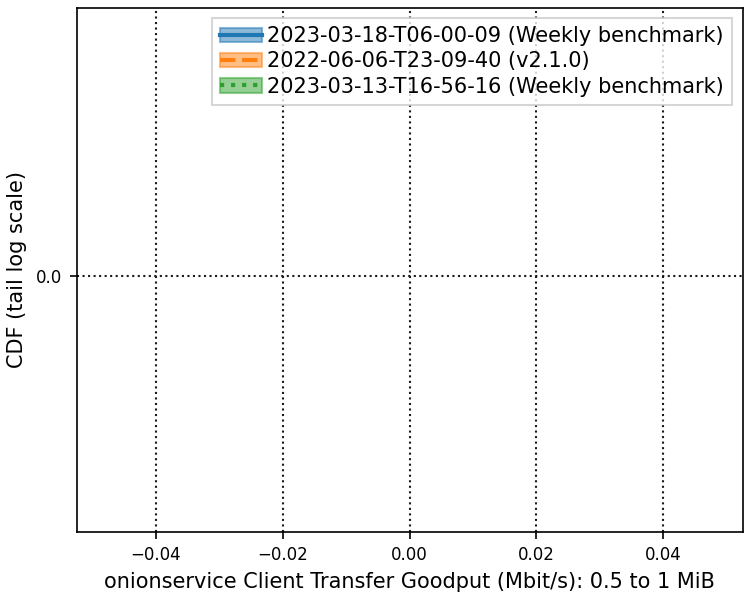 2023-03-18-T06-00-09 (Weekly benchmark)
2022-06-06-T23-09-40 (v2.1.0)
2023-03-13-T16-56-16 (Weekly benchmark)
CDF (tail log scale)
0.0
−0.04
−0.02
0.00
0.02
0.04
onionservice Client Transfer Goodput (Mbit/s): 0.5 to 1 MiB